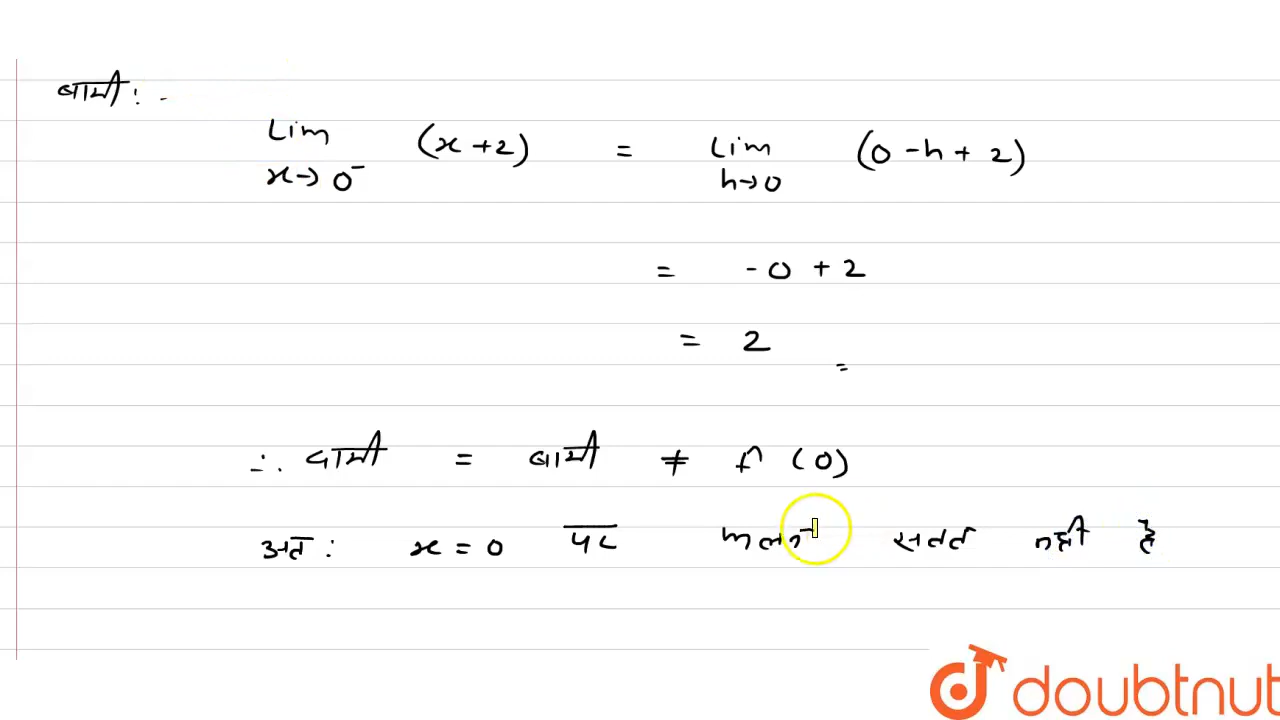 बायी : -
Lim (x + 2) = Lim (0 - h + 2)
x → 0⁻ h → 0
= - 0 + 2
= 2
∴ दायी = बायी ≠ f (0)
अत : x = 0 पर फलन सतत नही है
doubtnut